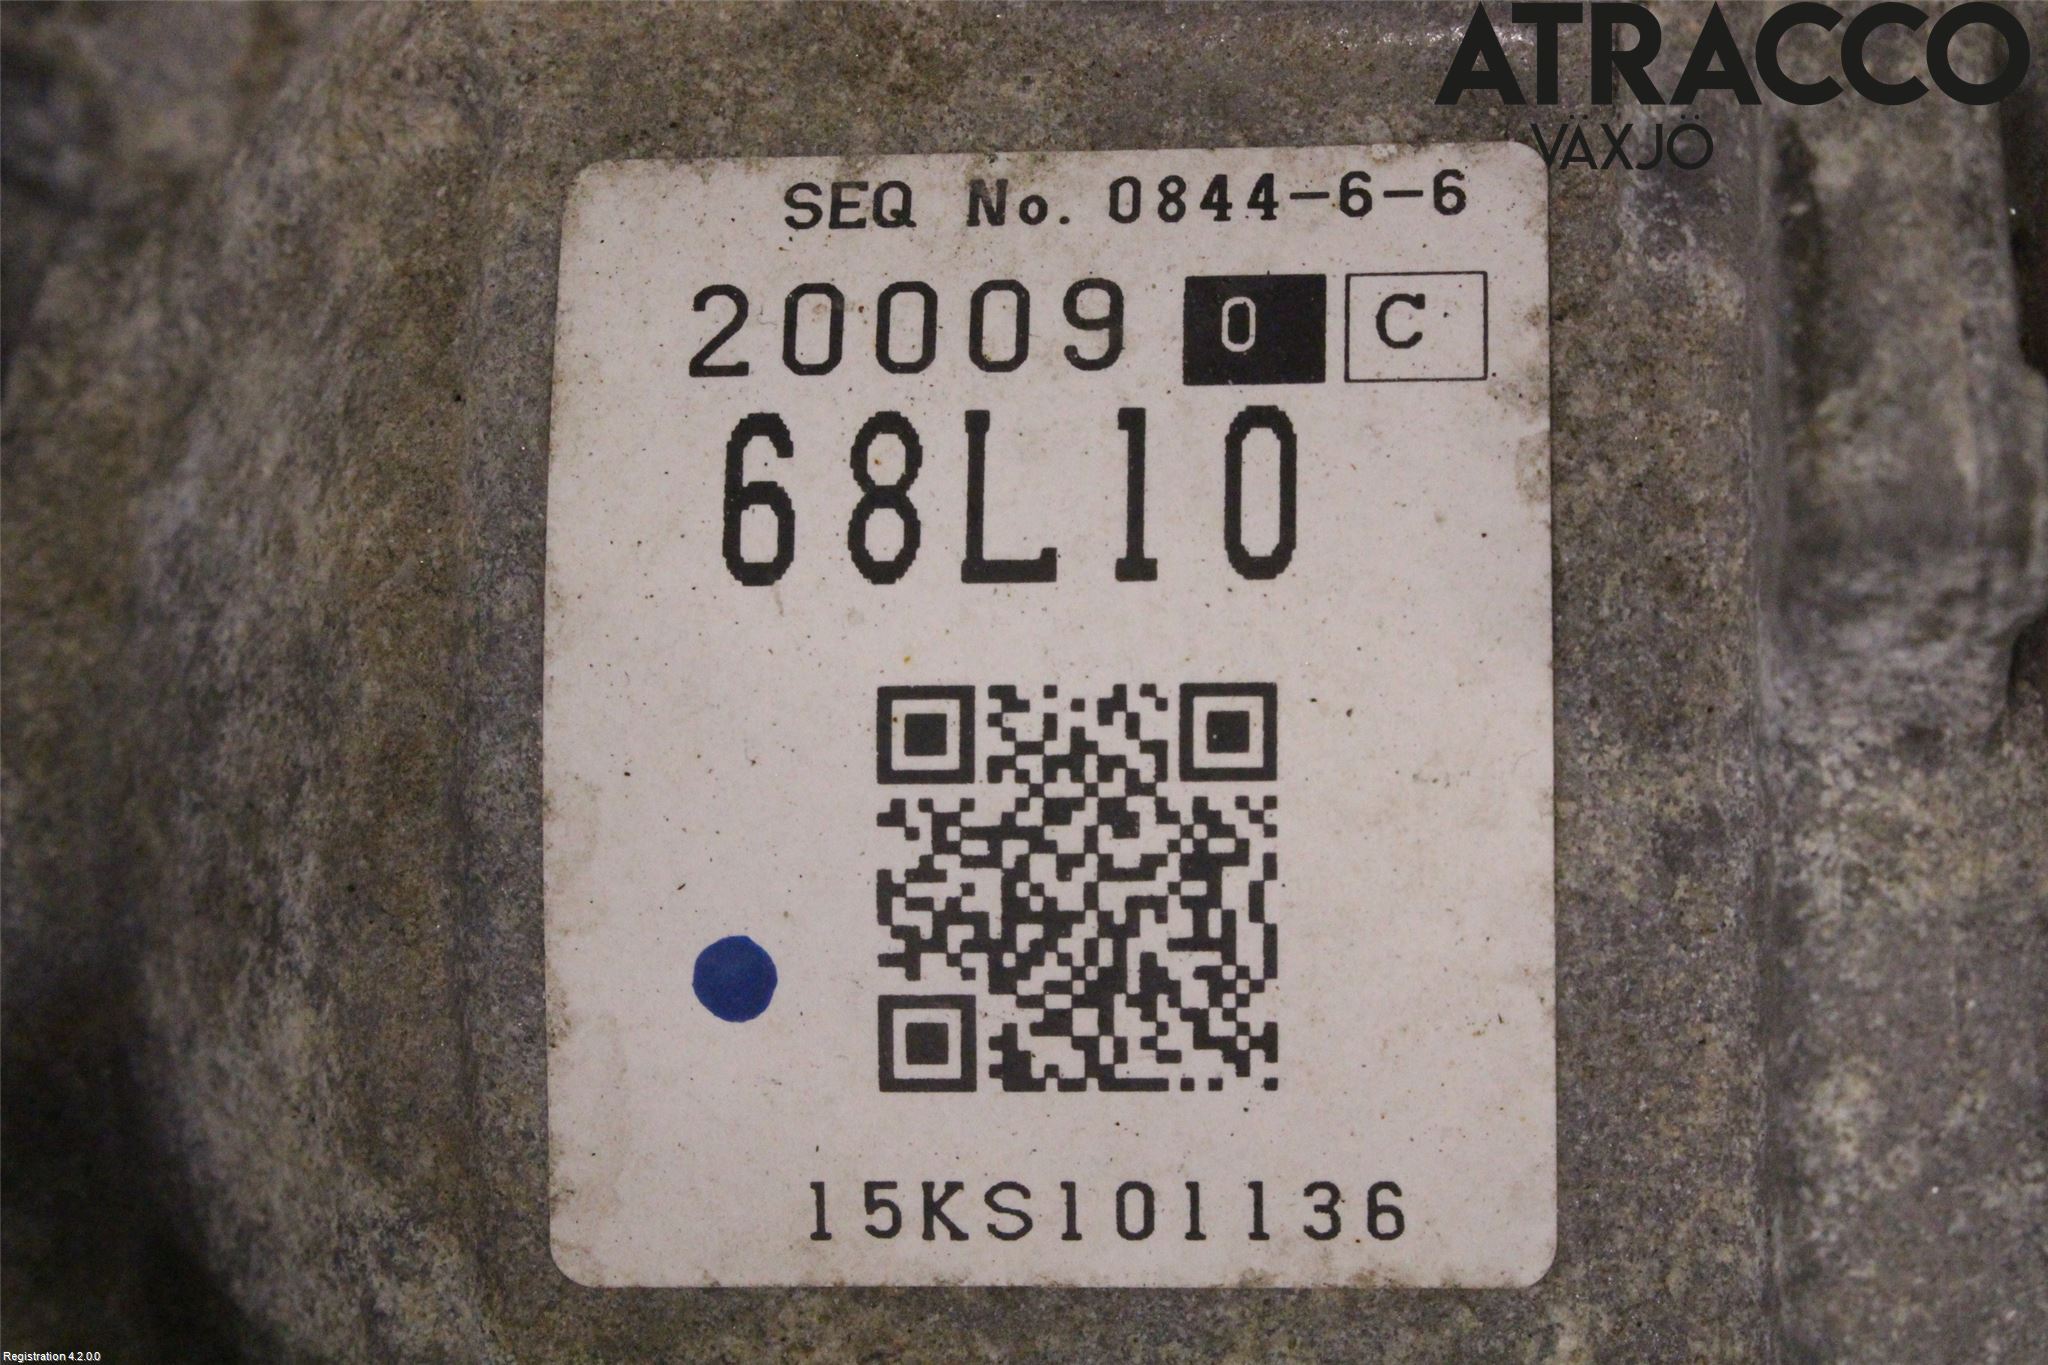 ATRACCO
VÄXJÖ
SEQ No. 0844-6-6
20009 0 C
68L10
15KS101136
Registration 4.2.0.0